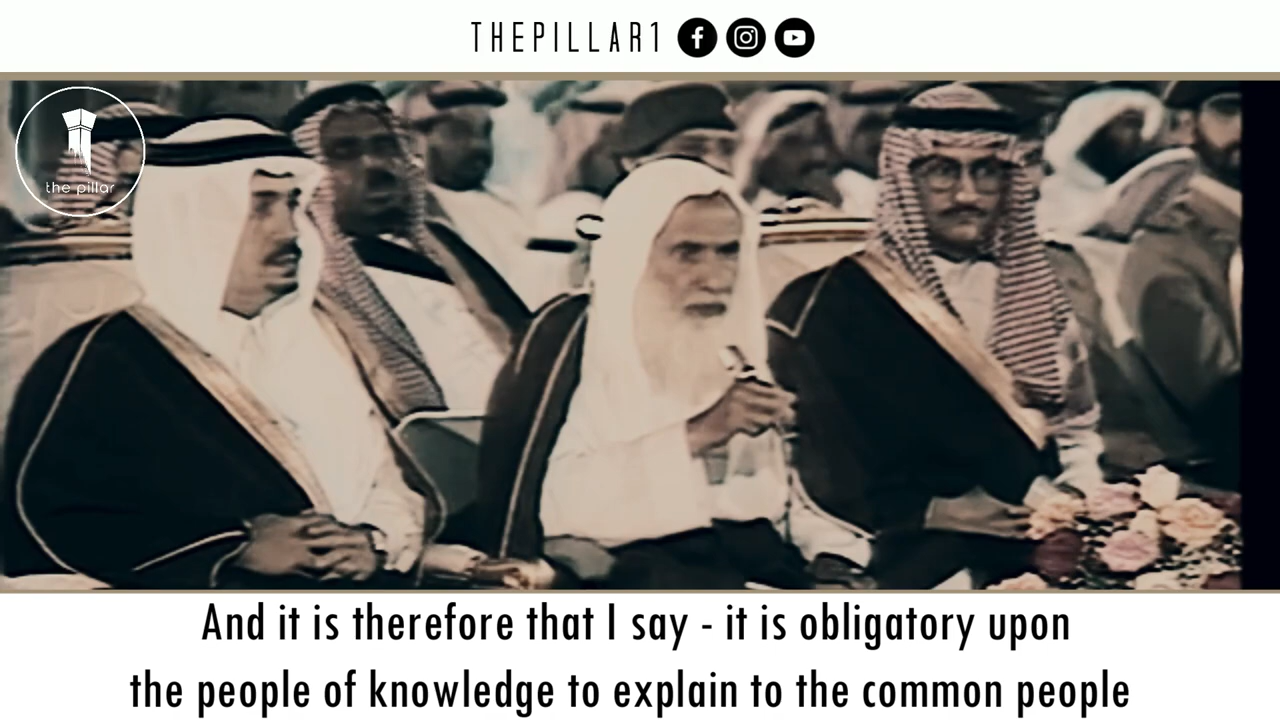 THEPILLAR1
the pillar
And it is therefore that I say - it is obligatory upon
the people of knowledge to explain to the common people